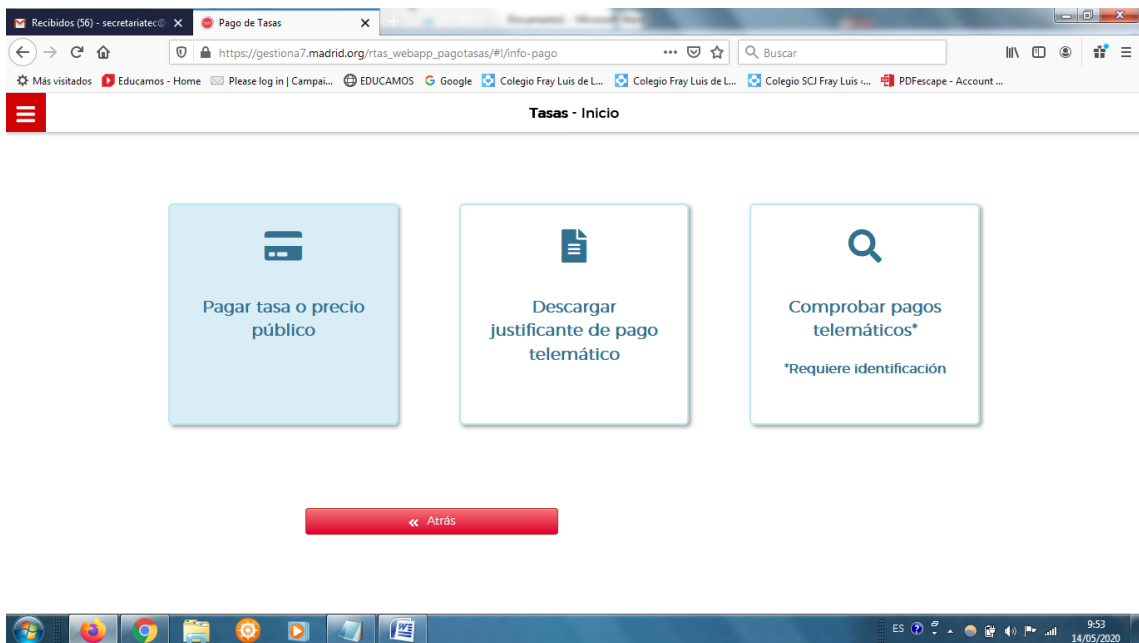 Recibidos (56) - secretariatec@
Pago de Tasas
https://gestiona7.madrid.org/rtas_webapp_pagotasas/#!/info-pago
Buscar
Más visitados
Educamos - Home
Please log in | Campai...
EDUCAMOS
Google
Colegio Fray Luis de L...
Colegio Fray Luis de L...
Colegio SCJ Fray Luis ‹...
PDFescape - Account ...
Tasas - Inicio
Pagar tasa o precio
público
Descargar
justificante de pago
telemático
Comprobar pagos
telemáticos*
*Requiere identificación
« Atrás
ES
9:53
14/05/2020